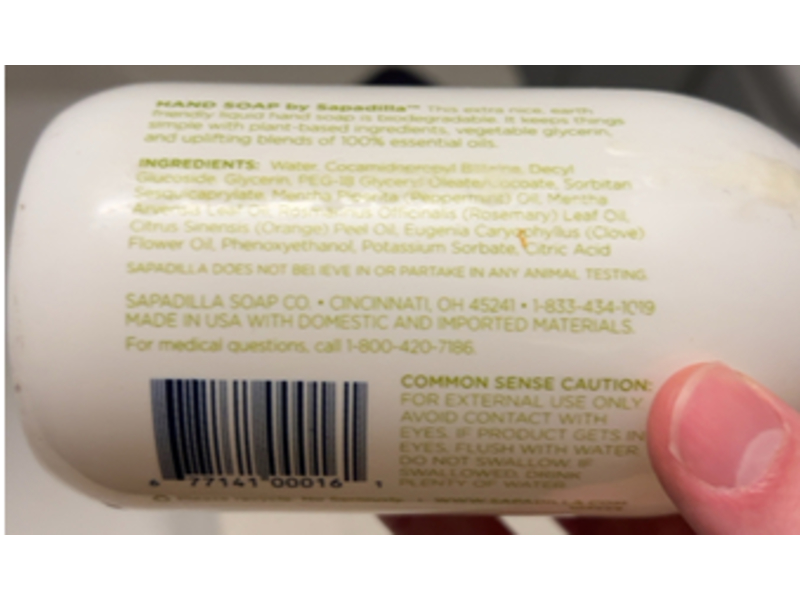 HAND SOAP by Sapadilla™ This extra nice, earth
friendly liquid hand soap is biodegradable. It keeps things
simple with plant-based ingredients, vegetable glycerin,
and uplifting blends of 100% essential oils.
INGREDIENTS: Water, Cocamidopropyl Betaine, Decyl
Glucoside, Glycerin, PEG-18 Glyceryl Oleate/Cocoate, Sorbitan
Sesquicaprylate, Mentha Piperita (Peppermint) Oil, Mentha
Arvensis Leaf Oil, Rosmarinus Officinalis (Rosemary) Leaf Oil,
Citrus Sinensis (Orange) Peel Oil, Eugenia Caryophyllus (Clove)
Flower Oil, Phenoxyethanol, Potassium Sorbate, Citric Acid
SAPADILLA DOES NOT BELIEVE IN OR PARTAKE IN ANY ANIMAL TESTING.
SAPADILLA SOAP CO. • CINCINNATI, OH 45241 • 1-833-434-1019
MADE IN USA WITH DOMESTIC AND IMPORTED MATERIALS.
For medical questions, call 1-800-420-7186.
COMMON SENSE CAUTION:
FOR EXTERNAL USE ONLY.
AVOID CONTACT WITH
EYES. IF PRODUCT GETS IN
EYES, FLUSH WITH WATER.
DO NOT SWALLOW. IF
SWALLOWED, DRINK
PLENTY OF WATER.
6 77141 00016 1